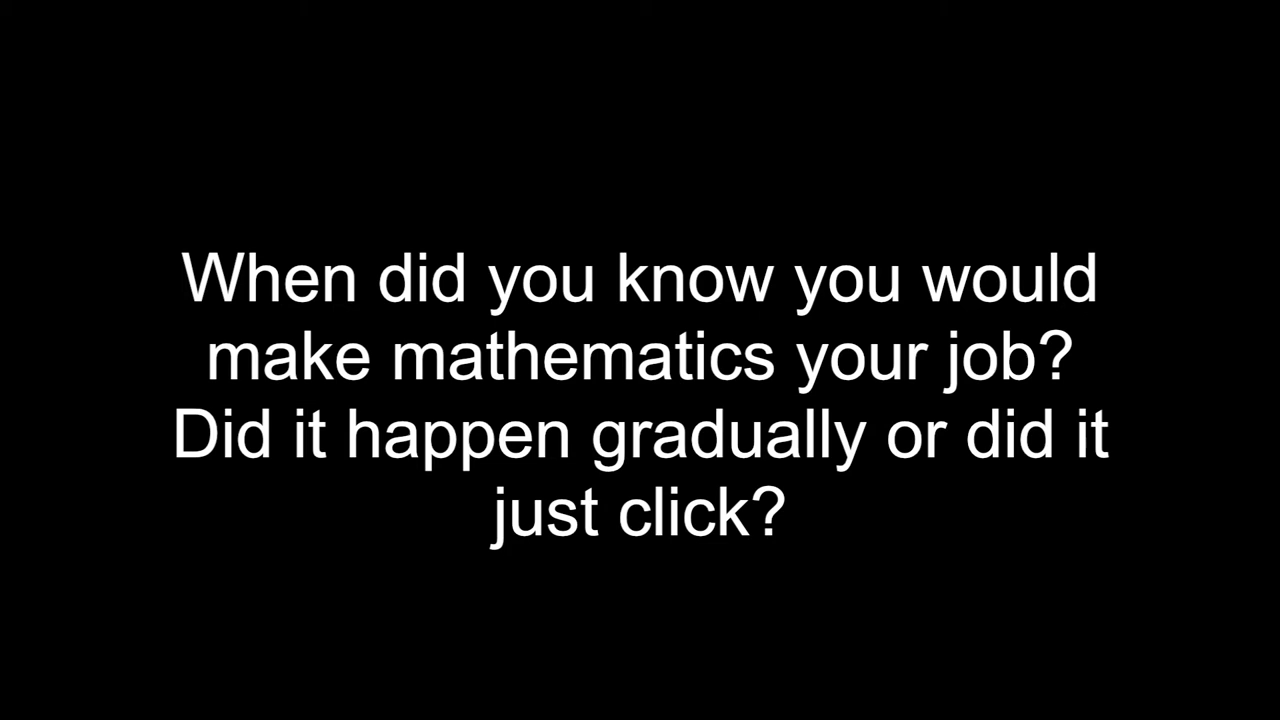 When did you know you would
make mathematics your job?
Did it happen gradually or did it
just click?